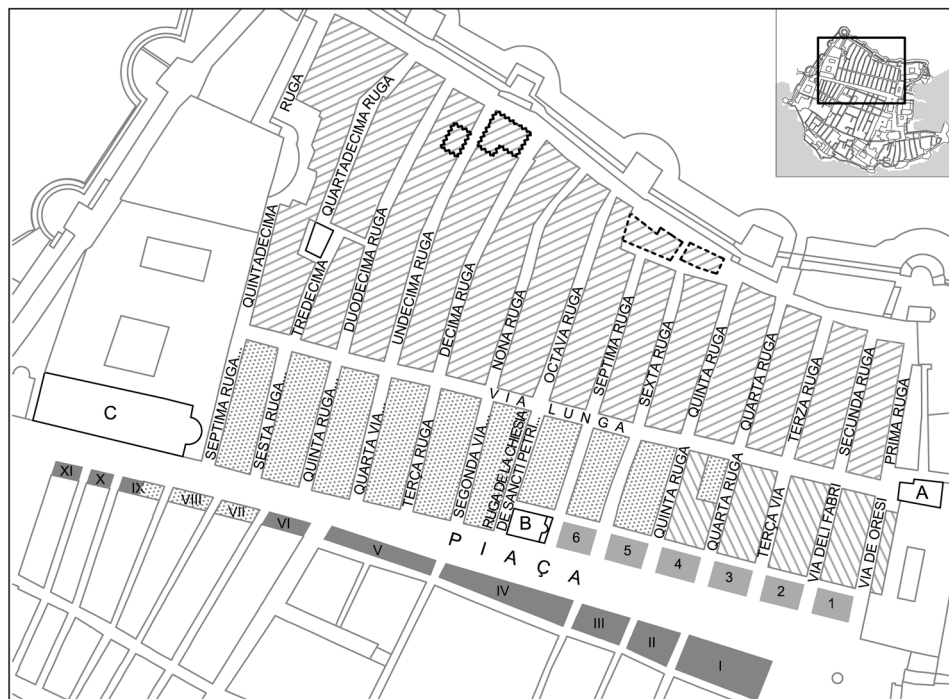 QUINTADECIMA RUGA
QUARTADECIMA RUGA
TREDECIMA
DUODECIMA RUGA
UNDECIMA RUGA
DECIMA RUGA
NONA RUGA
OCTAVA RUGA
SEPTIMA RUGA
SEXTA RUGA
QUINTA RUGA
QUARTA RUGA
TERZA RUGA
SECUNDA RUGA
PRIMA RUGA
VIA LUNGA
SEPTIMA RUGA...
SESTA RUGA...
QUINTA RUGA...
QUARTA VIA...
TERÇA RUGA...
SEGONDA VIA...
RUGA DE LA CHIESIA
DE SANCTI PETRI...
QUINTA RUGA
QUARTA RUGA
TERÇA VIA
VIA DELI FABRI
VIA DE ORESI
A
B
C
PIAÇA
6
5
4
3
2
1
XI
X
IX
VIII
VII
VI
V
IV
III
II
I